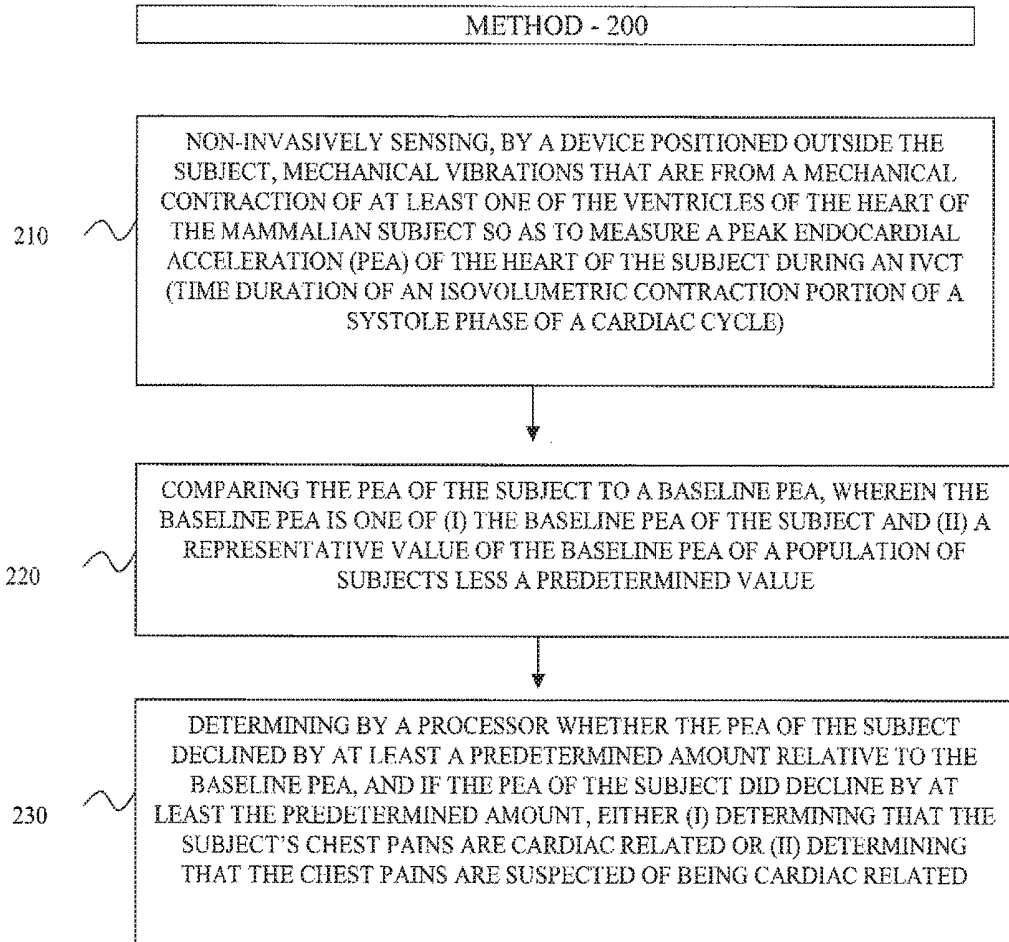 METHOD - 200
210
NON-INVASIVELY SENSING, BY A DEVICE POSITIONED OUTSIDE THE
SUBJECT, MECHANICAL VIBRATIONS THAT ARE FROM A MECHANICAL
CONTRACTION OF AT LEAST ONE OF THE VENTRICLES OF THE HEART OF
THE MAMMALIAN SUBJECT SO AS TO MEASURE A PEAK ENDOCARDIAL
ACCELERATION (PEA) OF THE HEART OF THE SUBJECT DURING AN IVCT
(TIME DURATION OF AN ISOVOLUMETRIC CONTRACTION PORTION OF A
SYSTOLE PHASE OF A CARDIAC CYCLE)
220
COMPARING THE PEA OF THE SUBJECT TO A BASELINE PEA, WHEREIN THE
BASELINE PEA IS ONE OF (I) THE BASELINE PEA OF THE SUBJECT AND (II) A
REPRESENTATIVE VALUE OF THE BASELINE PEA OF A POPULATION OF
SUBJECTS LESS A PREDETERMINED VALUE
230
DETERMINING BY A PROCESSOR WHETHER THE PEA OF THE SUBJECT
DECLINED BY AT LEAST A PREDETERMINED AMOUNT RELATIVE TO THE
BASELINE PEA, AND IF THE PEA OF THE SUBJECT DID DECLINE BY AT
LEAST THE PREDETERMINED AMOUNT, EITHER (I) DETERMINING THAT THE
SUBJECT'S CHEST PAINS ARE CARDIAC RELATED OR (II) DETERMINING
THAT THE CHEST PAINS ARE SUSPECTED OF BEING CARDIAC RELATED